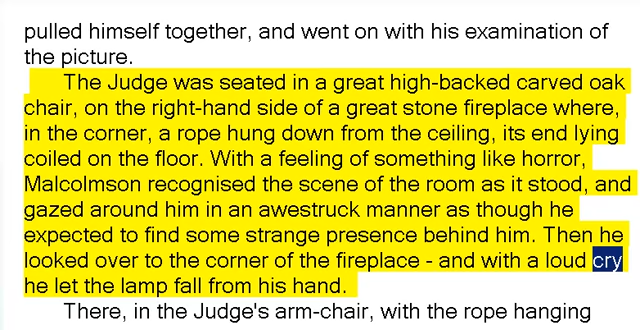 pulled himself together, and went on with his examination of
the picture.
The Judge was seated in a great high-backed carved oak
chair, on the right-hand side of a great stone fireplace where,
in the corner, a rope hung down from the ceiling, its end lying
coiled on the floor. With a feeling of something like horror,
Malcolmson recognised the scene of the room as it stood, and
gazed around him in an awestruck manner as though he
expected to find some strange presence behind him. Then he
looked over to the corner of the fireplace - and with a loud cry
he let the lamp fall from his hand.
There, in the Judge's arm-chair, with the rope hanging